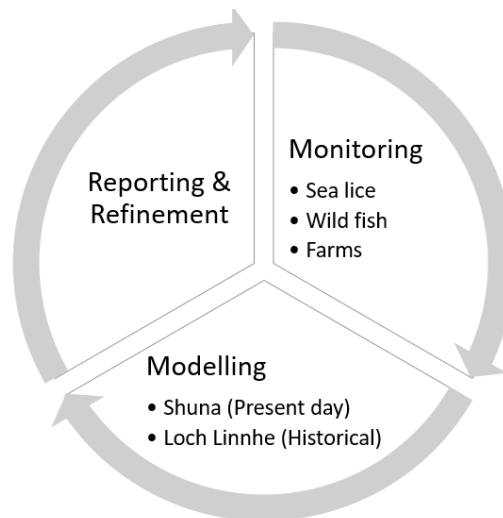 Monitoring
• Sea lice
• Wild fish
• Farms
Modelling
• Shuna (Present day)
• Loch Linnhe (Historical)
Reporting &
Refinement